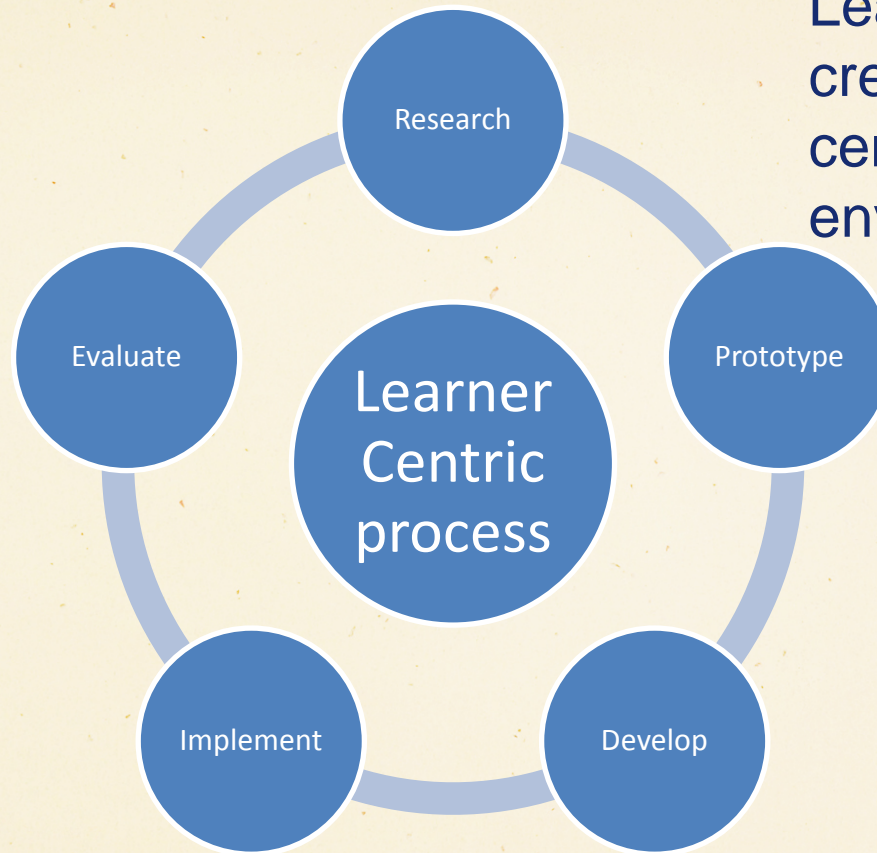 Research
Prototype
Develop
Implement
Evaluate
Learner
Centric
process